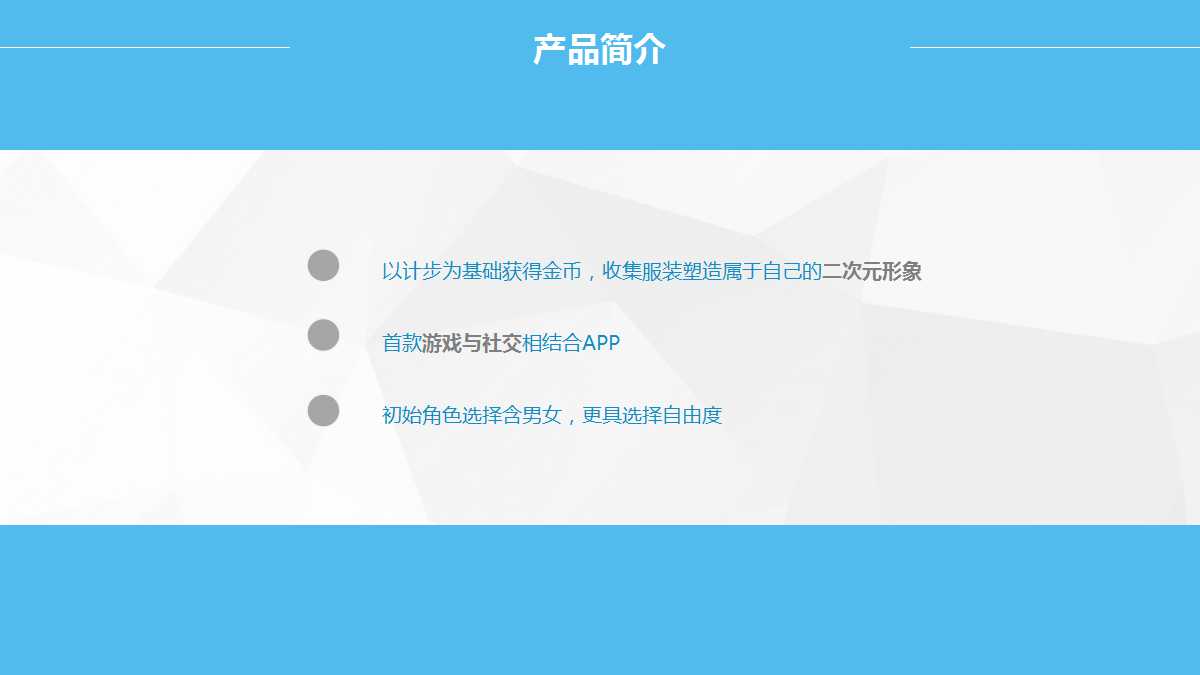 产品简介
以计步为基础获得金币，收集服装塑造属于自己的二次元形象
首款游戏与社交相结合APP
初始角色选择含男女，更具选择自由度